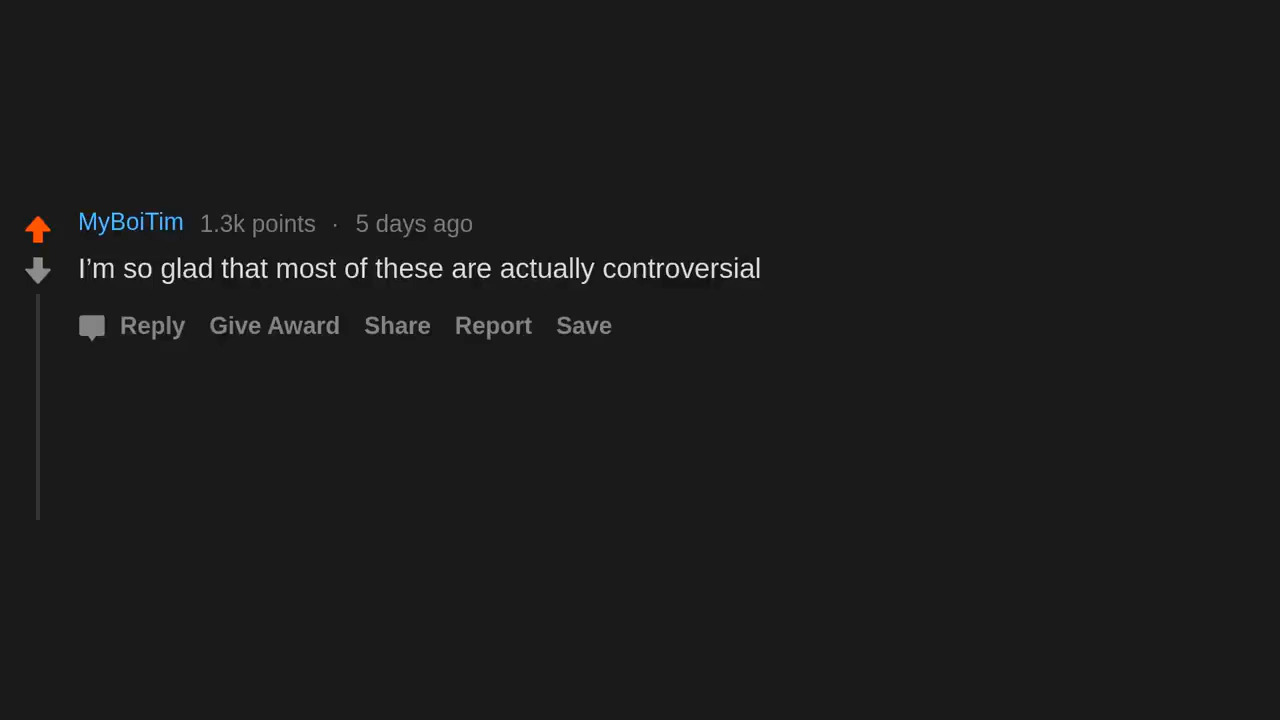 MyBoiTim 1.3k points · 5 days ago
I’m so glad that most of these are actually controversial
Reply Give Award Share Report Save